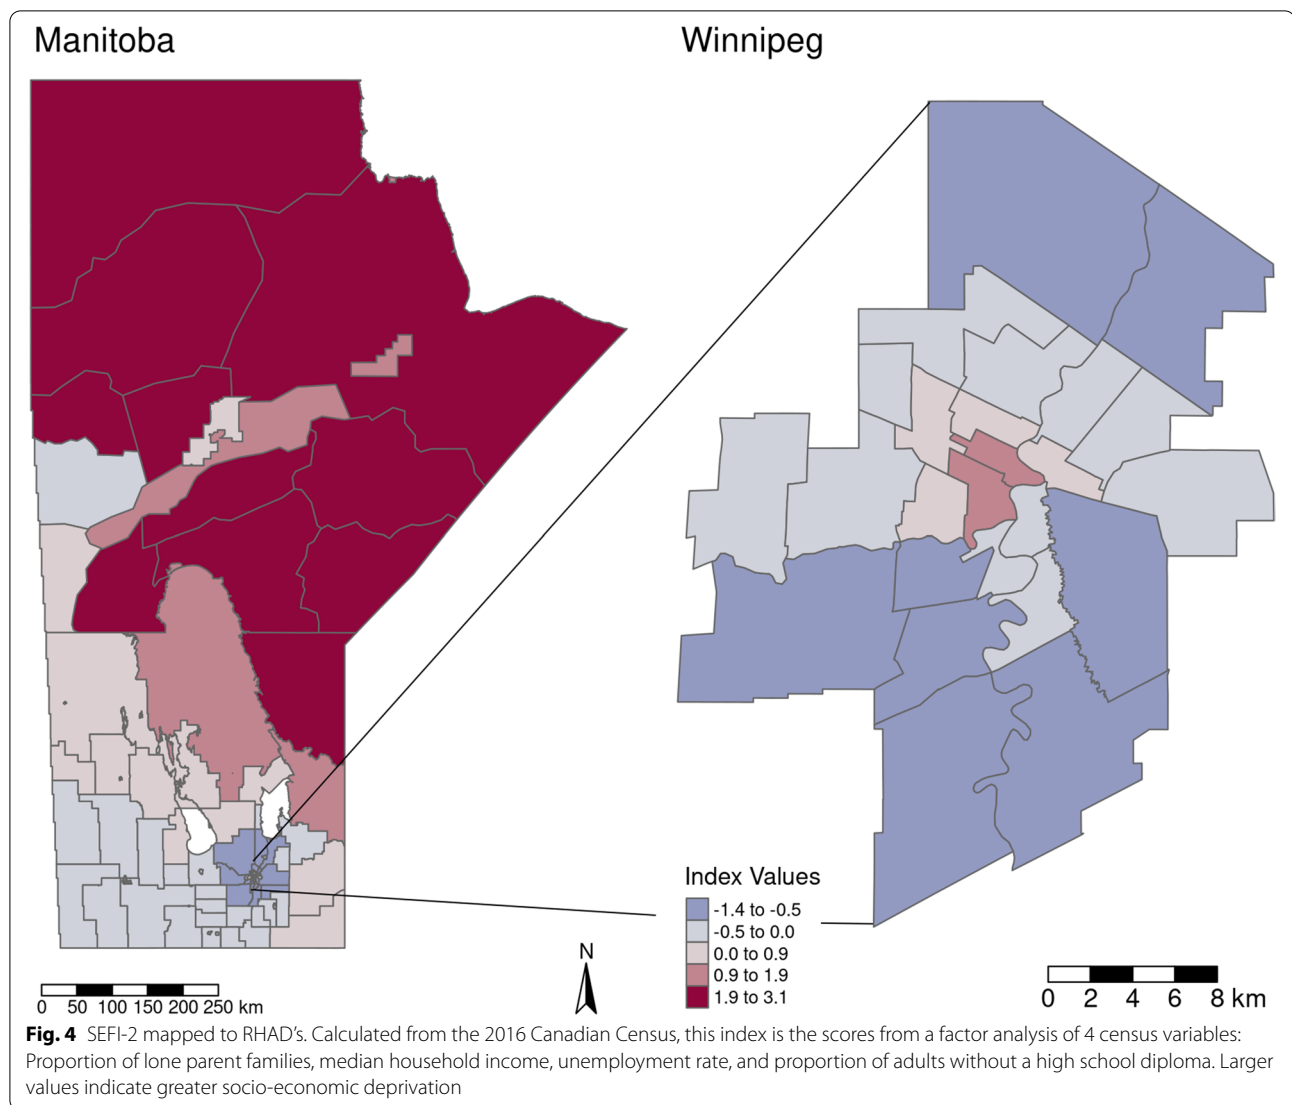 Manitoba
Winnipeg
Index Values
-1.4 to -0.5
-0.5 to 0.0
0.0 to 0.9
0.9 to 1.9
1.9 to 3.1
N
0 50 100 150 200 250 km
0 2 4 6 8 km
Fig. 4 SEFI-2 mapped to RHAD's. Calculated from the 2016 Canadian Census, this index is the scores from a factor analysis of 4 census variables:
Proportion of lone parent families, median household income, unemployment rate, and proportion of adults without a high school diploma. Larger
values indicate greater socio-economic deprivation